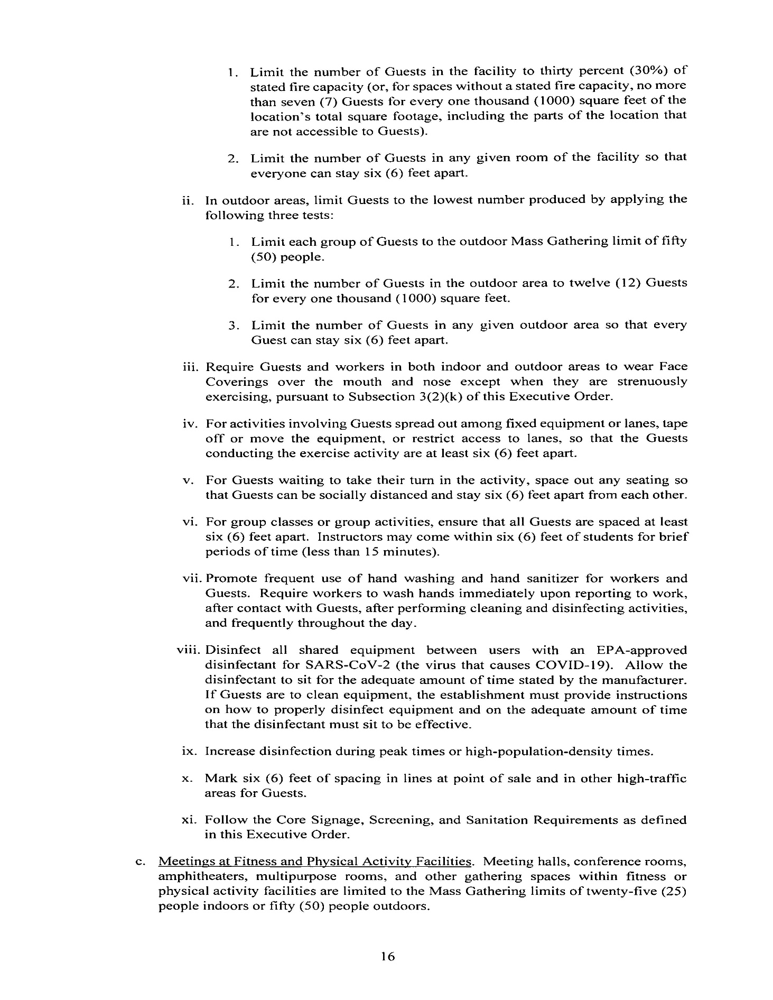 1. Limit the number of Guests in the facility to thirty percent (30%) of
stated fire capacity (or, for spaces without a stated fire capacity, no more
than seven (7) Guests for every one thousand (1000) square feet of the
location's total square footage, including the parts of the location that
are not accessible to Guests).
2. Limit the number of Guests in any given room of the facility so that
everyone can stay six (6) feet apart.
ii. In outdoor areas, limit Guests to the lowest number produced by applying the
following three tests:
1. Limit each group of Guests to the outdoor Mass Gathering limit of fifty
(50) people.
2. Limit the number of Guests in the outdoor area to twelve (12) Guests
for every one thousand (1000) square feet.
3. Limit the number of Guests in any given outdoor area so that every
Guest can stay six (6) feet apart.
iii. Require Guests and workers in both indoor and outdoor areas to wear Face
Coverings over the mouth and nose except when they are strenuously
exercising, pursuant to Subsection 3(2)(k) of this Executive Order.
iv. For activities involving Guests spread out among fixed equipment or lanes, tape
off or move the equipment, or restrict access to lanes, so that the Guests
conducting the exercise activity are at least six (6) feet apart.
v. For Guests waiting to take their turn in the activity, space out any seating so
that Guests can be socially distanced and stay six (6) feet apart from each other.
vi. For group classes or group activities, ensure that all Guests are spaced at least
six (6) feet apart. Instructors may come within six (6) feet of students for brief
periods of time (less than 15 minutes).
vii. Promote frequent use of hand washing and hand sanitizer for workers and
Guests. Require workers to wash hands immediately upon reporting to work,
after contact with Guests, after performing cleaning and disinfecting activities,
and frequently throughout the day.
viii. Disinfect all shared equipment between users with an EPA-approved
disinfectant for SARS-CoV-2 (the virus that causes COVID-19). Allow the
disinfectant to sit for the adequate amount of time stated by the manufacturer.
If Guests are to clean equipment, the establishment must provide instructions
on how to properly disinfect equipment and on the adequate amount of time
that the disinfectant must sit to be effective.
ix. Increase disinfection during peak times or high-population-density times.
x. Mark six (6) feet of spacing in lines at point of sale and in other high-traffic
areas for Guests.
xi. Follow the Core Signage, Screening, and Sanitation Requirements as defined
in this Executive Order.
c. Meetings at Fitness and Physical Activity Facilities. Meeting halls, conference rooms,
amphitheaters, multipurpose rooms, and other gathering spaces within fitness or
physical activity facilities are limited to the Mass Gathering limits of twenty-five (25)
people indoors or fifty (50) people outdoors.
16